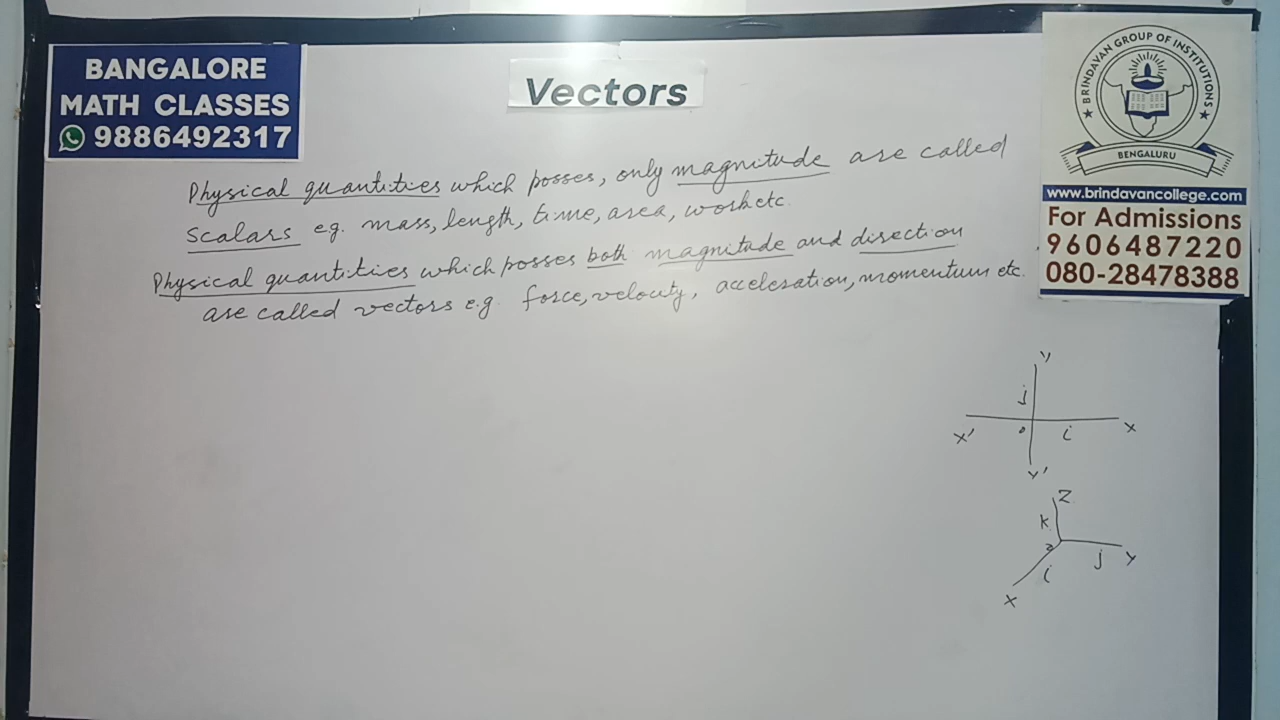 BANGALORE
MATH CLASSES
9886492317
Vectors
BRINDAVAN GROUP OF INSTITUTIONS
BENGALURU
www.brindavancollege.com
For Admissions
9606487220
080-28478388
Physical quantities which posses, only magnitude are called
scalars eg. mass, length, time, area, work etc.
Physical quantities which posses both magnitude and direction
are called vectors e.g. force, velocity, acceleration, momentum etc.
Y
j
X' o i X
Y'
Z
k
o j Y
i
X